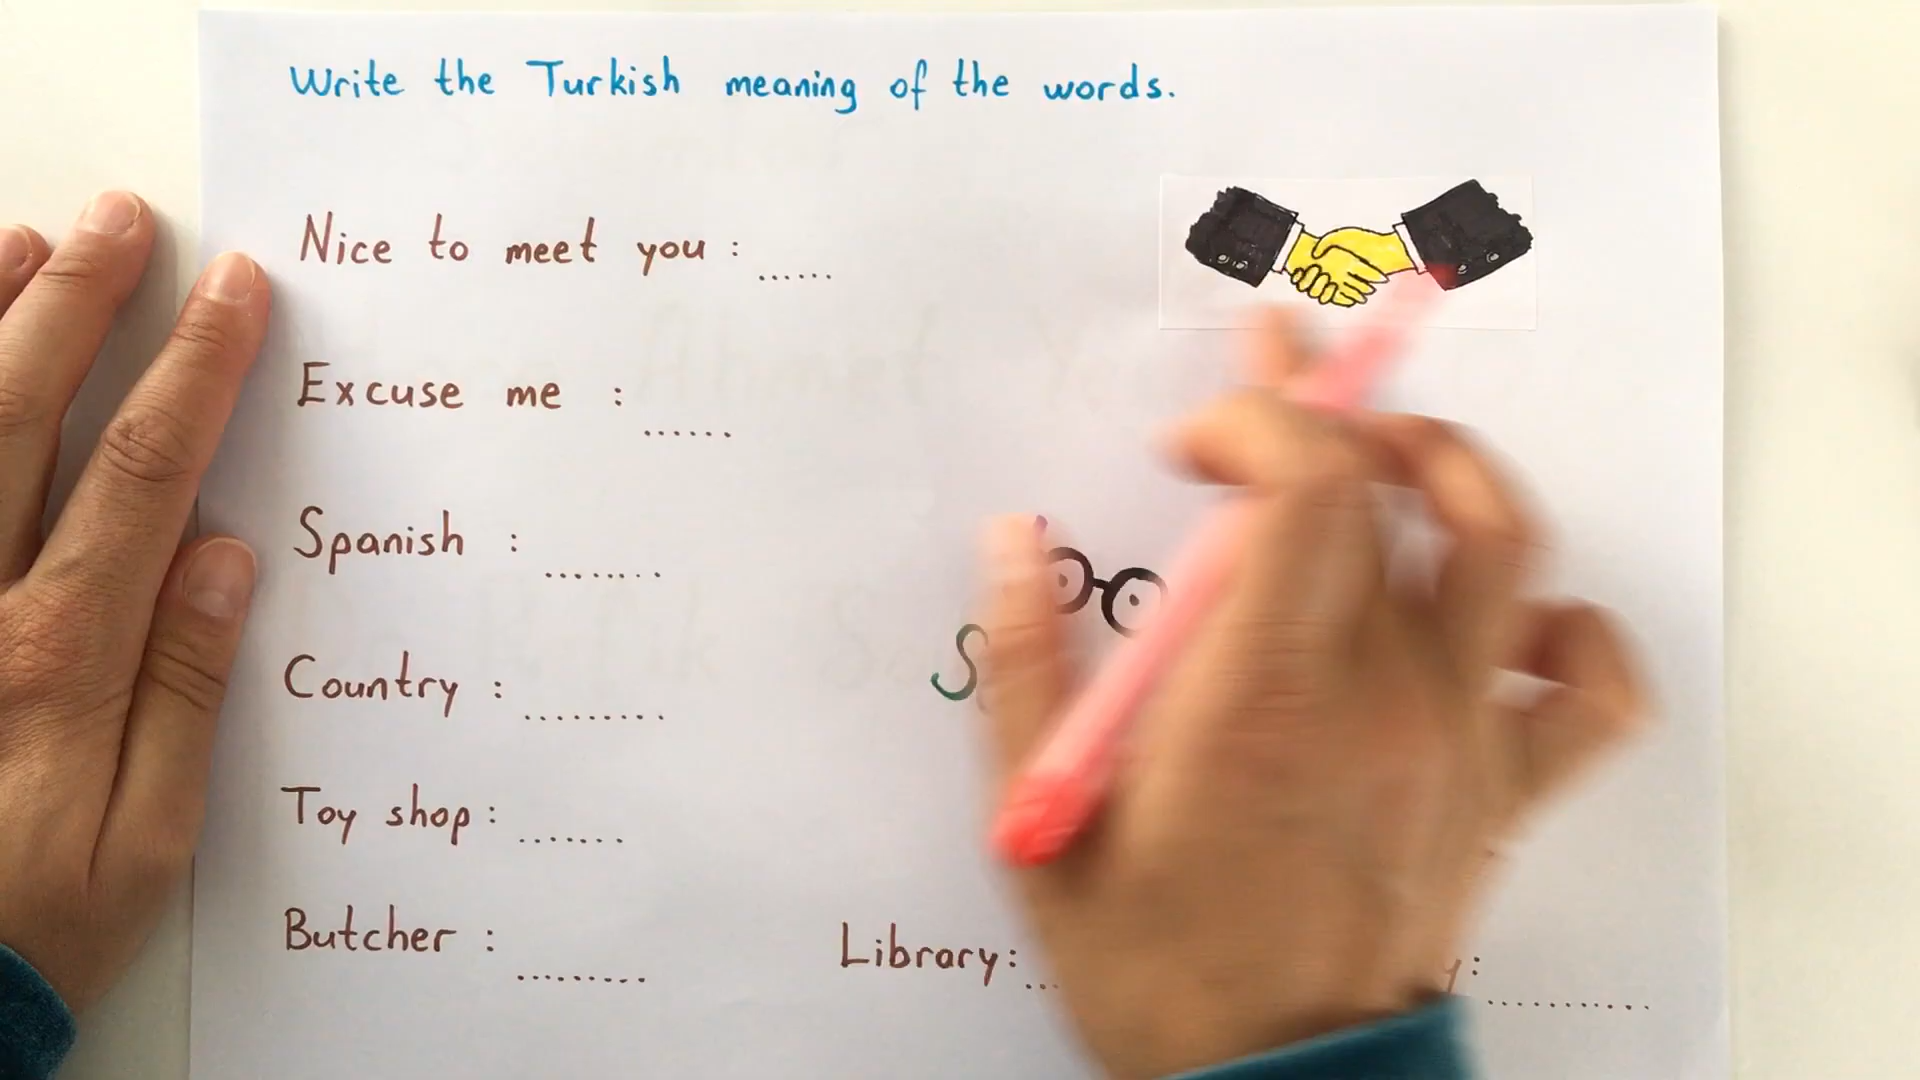 Write the Turkish meaning of the words.
Nice to meet you : ......
Excuse me : ......
Spanish : ........
Country : .........
Toy shop : .......
Butcher : .........
Library: ...